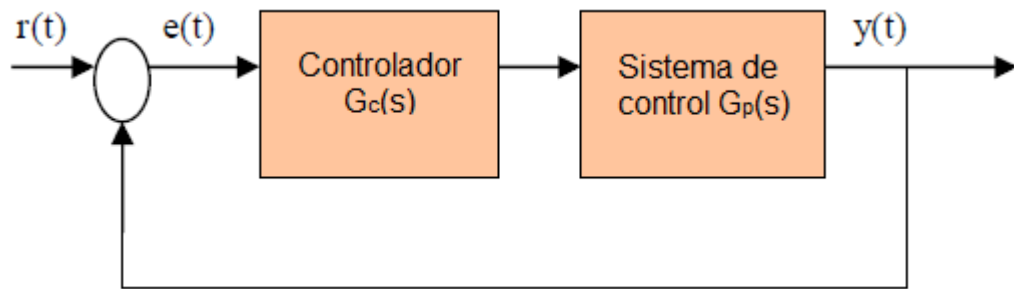 r(t)
e(t)
Controlador
Gc(s)
Sistema de
control Gp(s)
y(t)